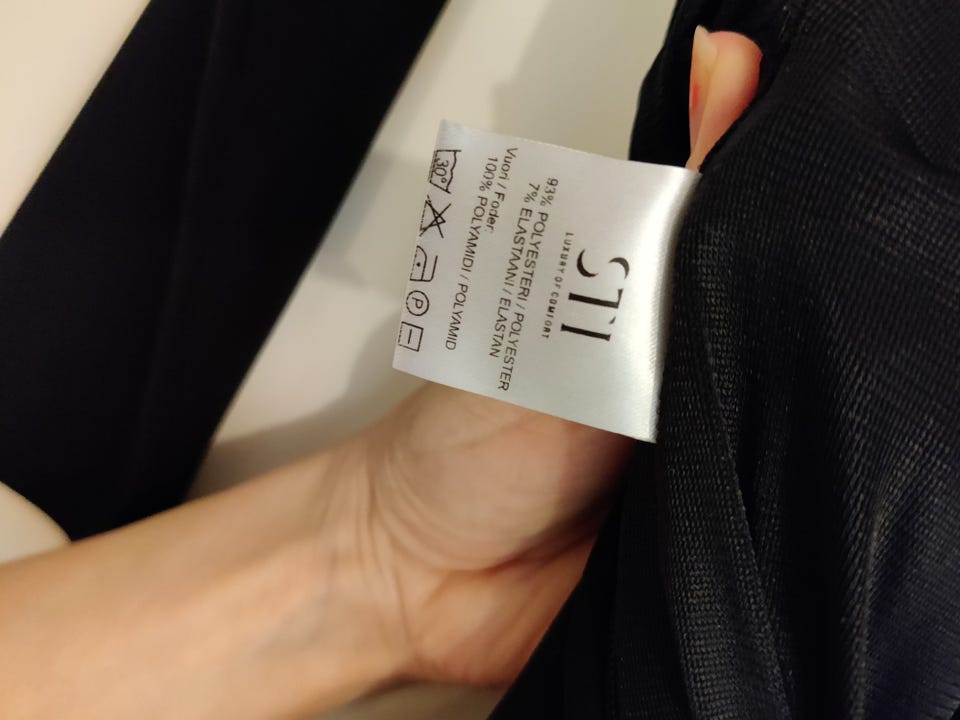 STI
LUXURY OF COMFORT
93% POLYESTERI / POLYESTER
7% ELASTAANI / ELASTAN
Vuori / Foder:
100% POLYAMIDI / POLYAMID
30°
P